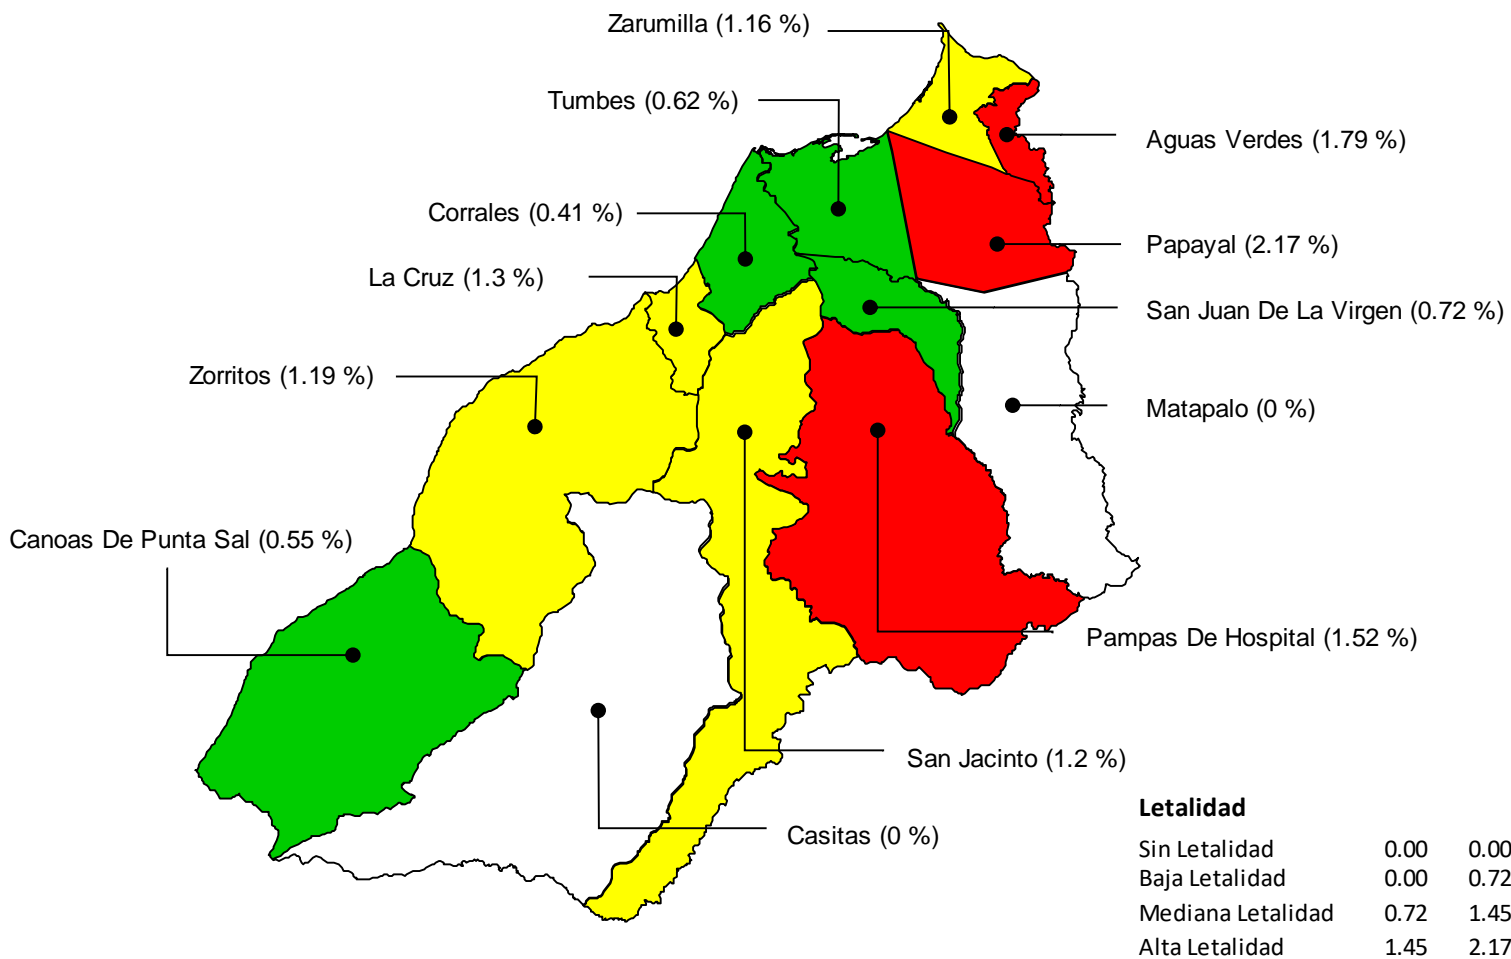 Zarumilla (1.16 %)
Tumbes (0.62 %)
Aguas Verdes (1.79 %)
Corrales (0.41 %)
Papayal (2.17 %)
La Cruz (1.3 %)
San Juan De La Virgen (0.72 %)
Zorritos (1.19 %)
Matapalo (0 %)
Canoas De Punta Sal (0.55 %)
Pampas De Hospital (1.52 %)
San Jacinto (1.2 %)
Casitas (0 %)
Letalidad
Sin Letalidad 0.00 0.00
Baja Letalidad 0.00 0.72
Mediana Letalidad 0.72 1.45
Alta Letalidad 1.45 2.17